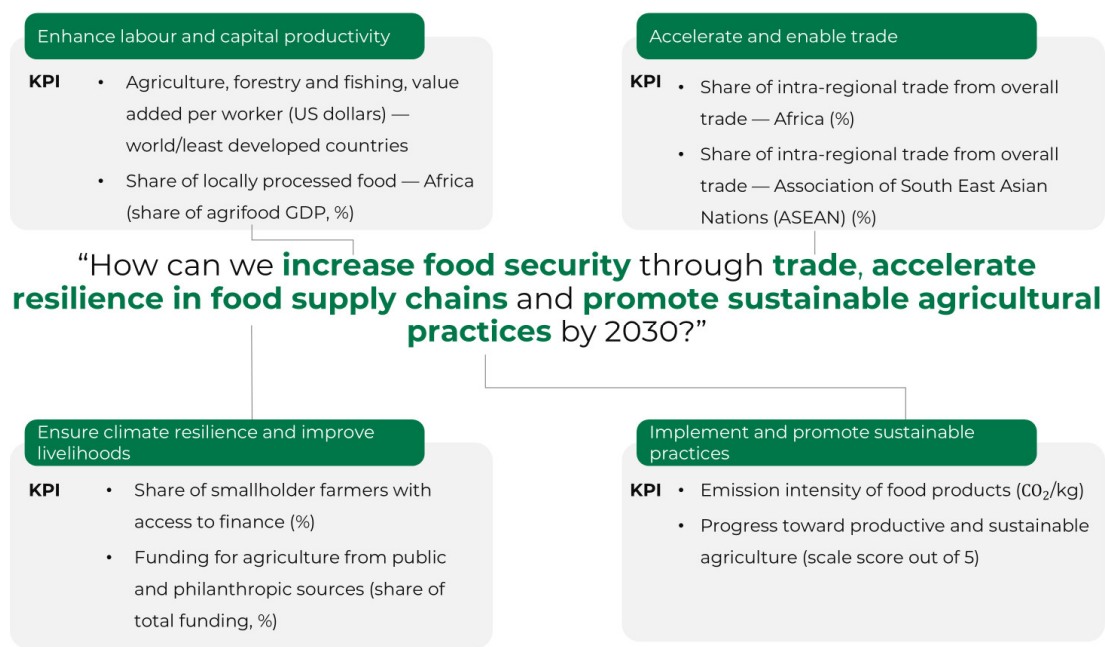 Enhance labour and capital productivity
KPI
• Agriculture, forestry and fishing, value
added per worker (US dollars) —
world/least developed countries
• Share of locally processed food — Africa
(share of agrifood GDP, %)
Accelerate and enable trade
KPI
• Share of intra-regional trade from overall
trade — Africa (%)
• Share of intra-regional trade from overall
trade — Association of South East Asian
Nations (ASEAN) (%)
“How can we increase food security through trade, accelerate
resilience in food supply chains and promote sustainable agricultural
practices by 2030?”
Ensure climate resilience and improve
livelihoods
KPI
• Share of smallholder farmers with
access to finance (%)
• Funding for agriculture from public
and philanthropic sources (share of
total funding, %)
Implement and promote sustainable
practices
KPI
• Emission intensity of food products (CO₂/kg)
• Progress toward productive and sustainable
agriculture (scale score out of 5)